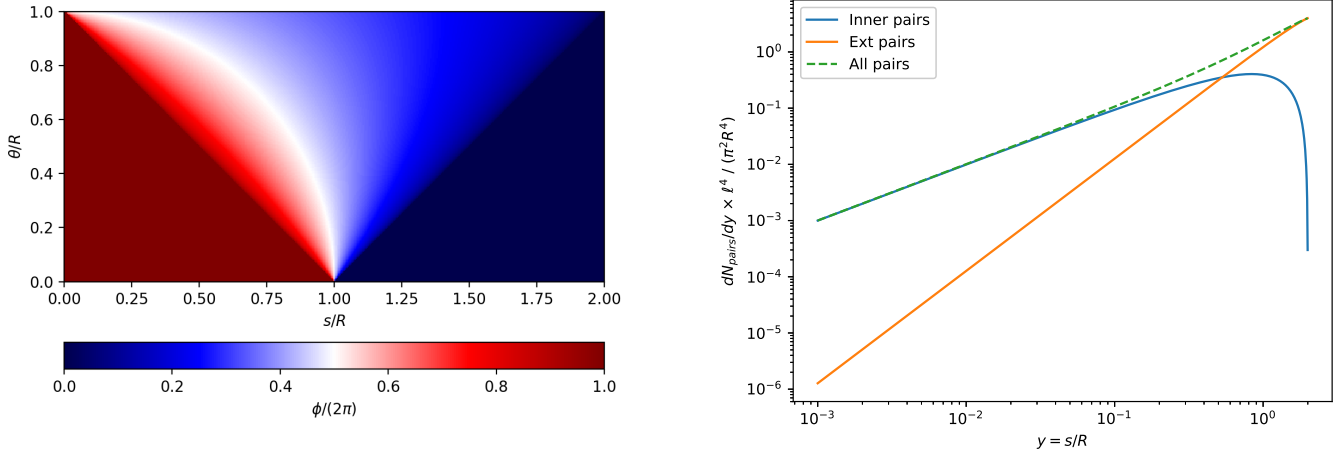 1.0
0.8
0.6
0.4
0.2
0.0
θ/R
0.00 0.25 0.50 0.75 1.00 1.25 1.50 1.75 2.00
s/R
0.0 0.2 0.4 0.6 0.8 1.0
ϕ/(2π)
Inner pairs
Ext pairs
All pairs
10⁰
10⁻¹
10⁻²
10⁻³
10⁻⁴
10⁻⁵
10⁻⁶
dN_{pairs}/dy × ℓ⁴ / (π²R⁴)
10⁻³ 10⁻² 10⁻¹ 10⁰
y = s/R